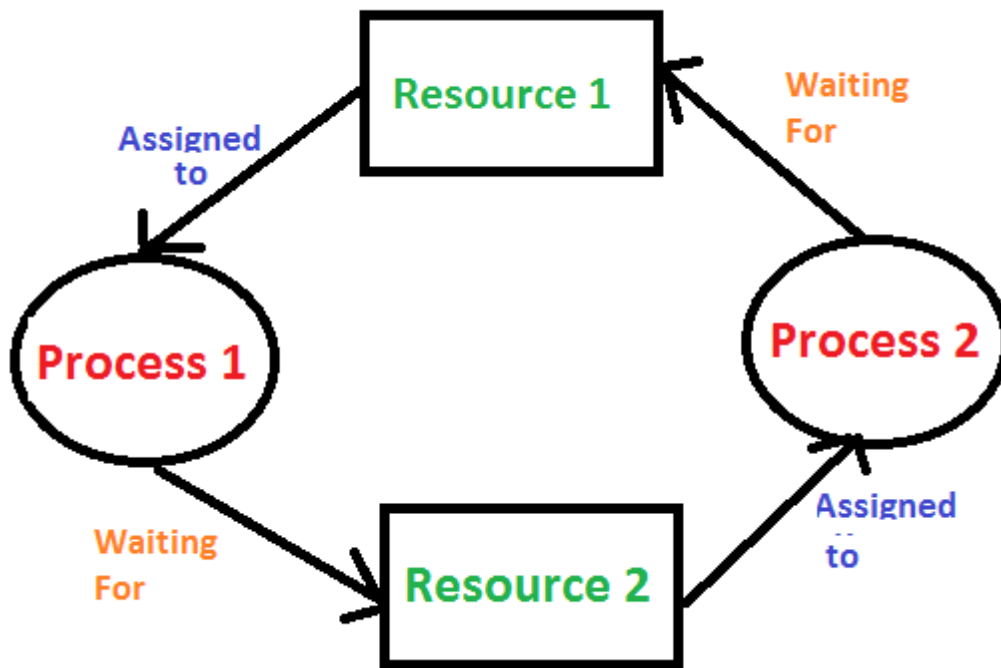 Resource 1
Waiting
For
Assigned
to
Process 1
Process 2
Waiting
For
Resource 2
Assigned
to